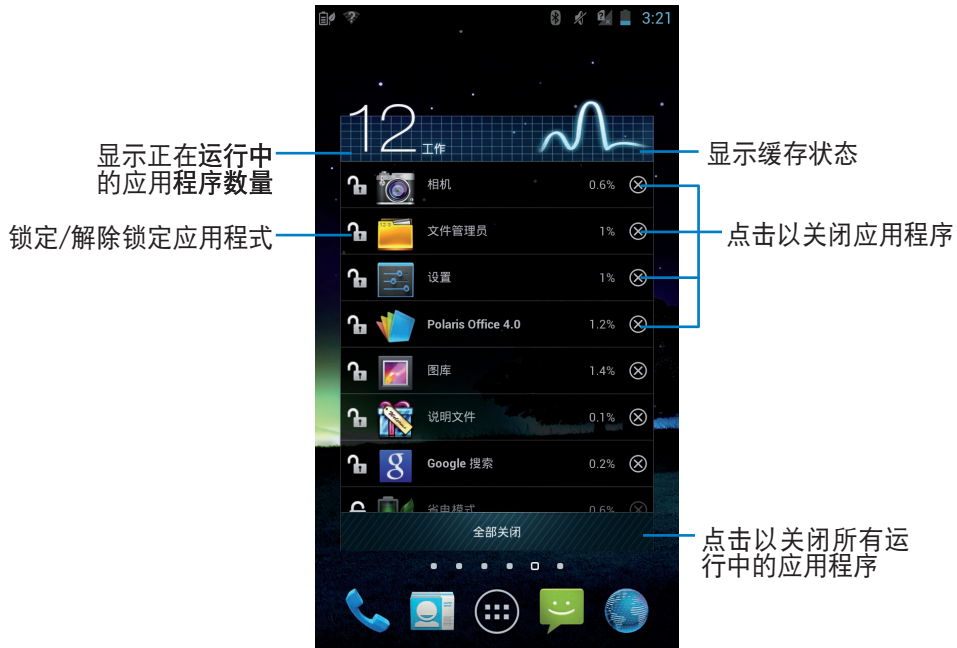 3:21
12 工作
显示正在运行中
的应用程序数量
显示缓存状态
相机 0.6%
文件管理员 1%
锁定/解除锁定应用程式
点击以关闭应用程序
设置 1%
Polaris Office 4.0 1.2%
图库 1.4%
说明文件 0.1%
Google 搜索 0.2%
省电模式 0.6%
全部关闭
点击以关闭所有运
行中的应用程序